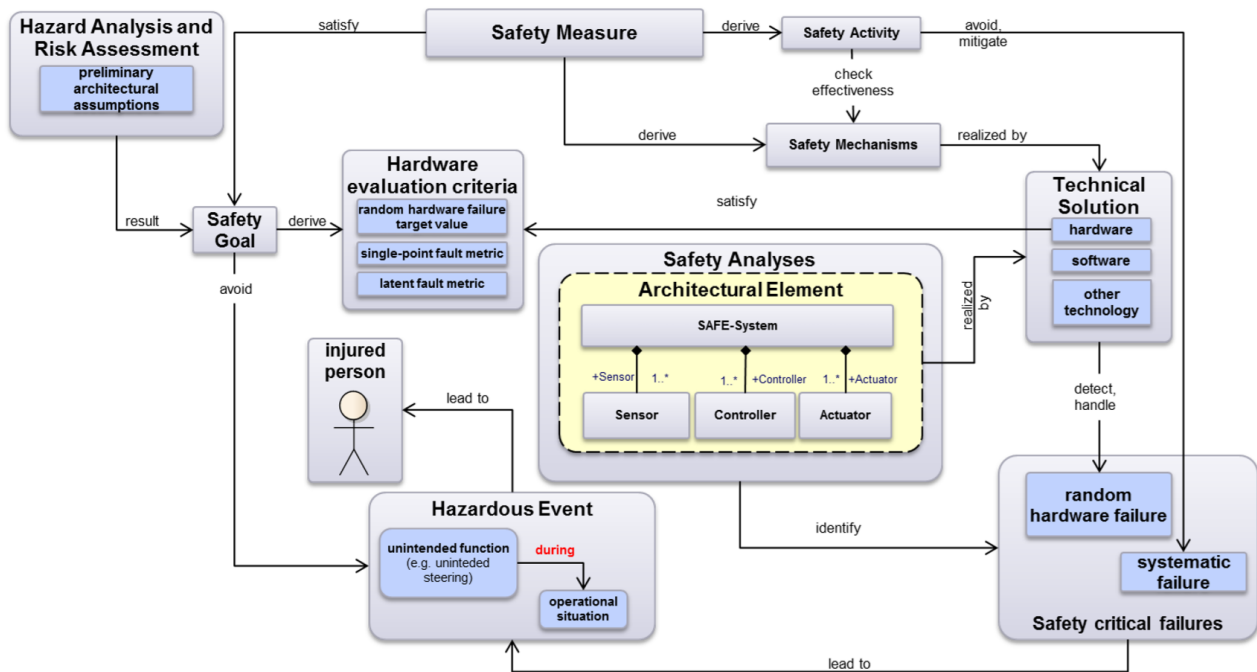 Hazard Analysis and
Risk Assessment
preliminary
architectural
assumptions
satisfy
Safety Measure
derive
Safety Activity
avoid,
mitigate
check
effectiveness
derive
Safety Mechanisms
realized by
Hardware
evaluation criteria
random hardware failure
target value
single-point fault metric
latent fault metric
result
Safety
Goal
derive
satisfy
Technical
Solution
hardware
software
other
technology
avoid
Safety Analyses
Architectural Element
SAFE-System
+Sensor
1..*
1..*
+Controller
1..*
+Actuator
Sensor
Controller
Actuator
realized
by
injured
person
lead to
detect,
handle
Hazardous Event
unintended function
(e.g. uninteded
steering)
during
operational
situation
identify
random
hardware failure
systematic
failure
Safety critical failures
lead to